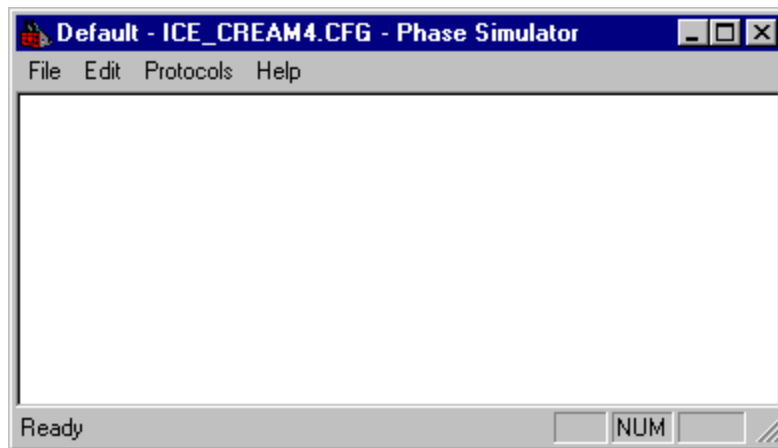 Default - ICE_CREAM4.CFG - Phase Simulator
File Edit Protocols Help
Ready NUM